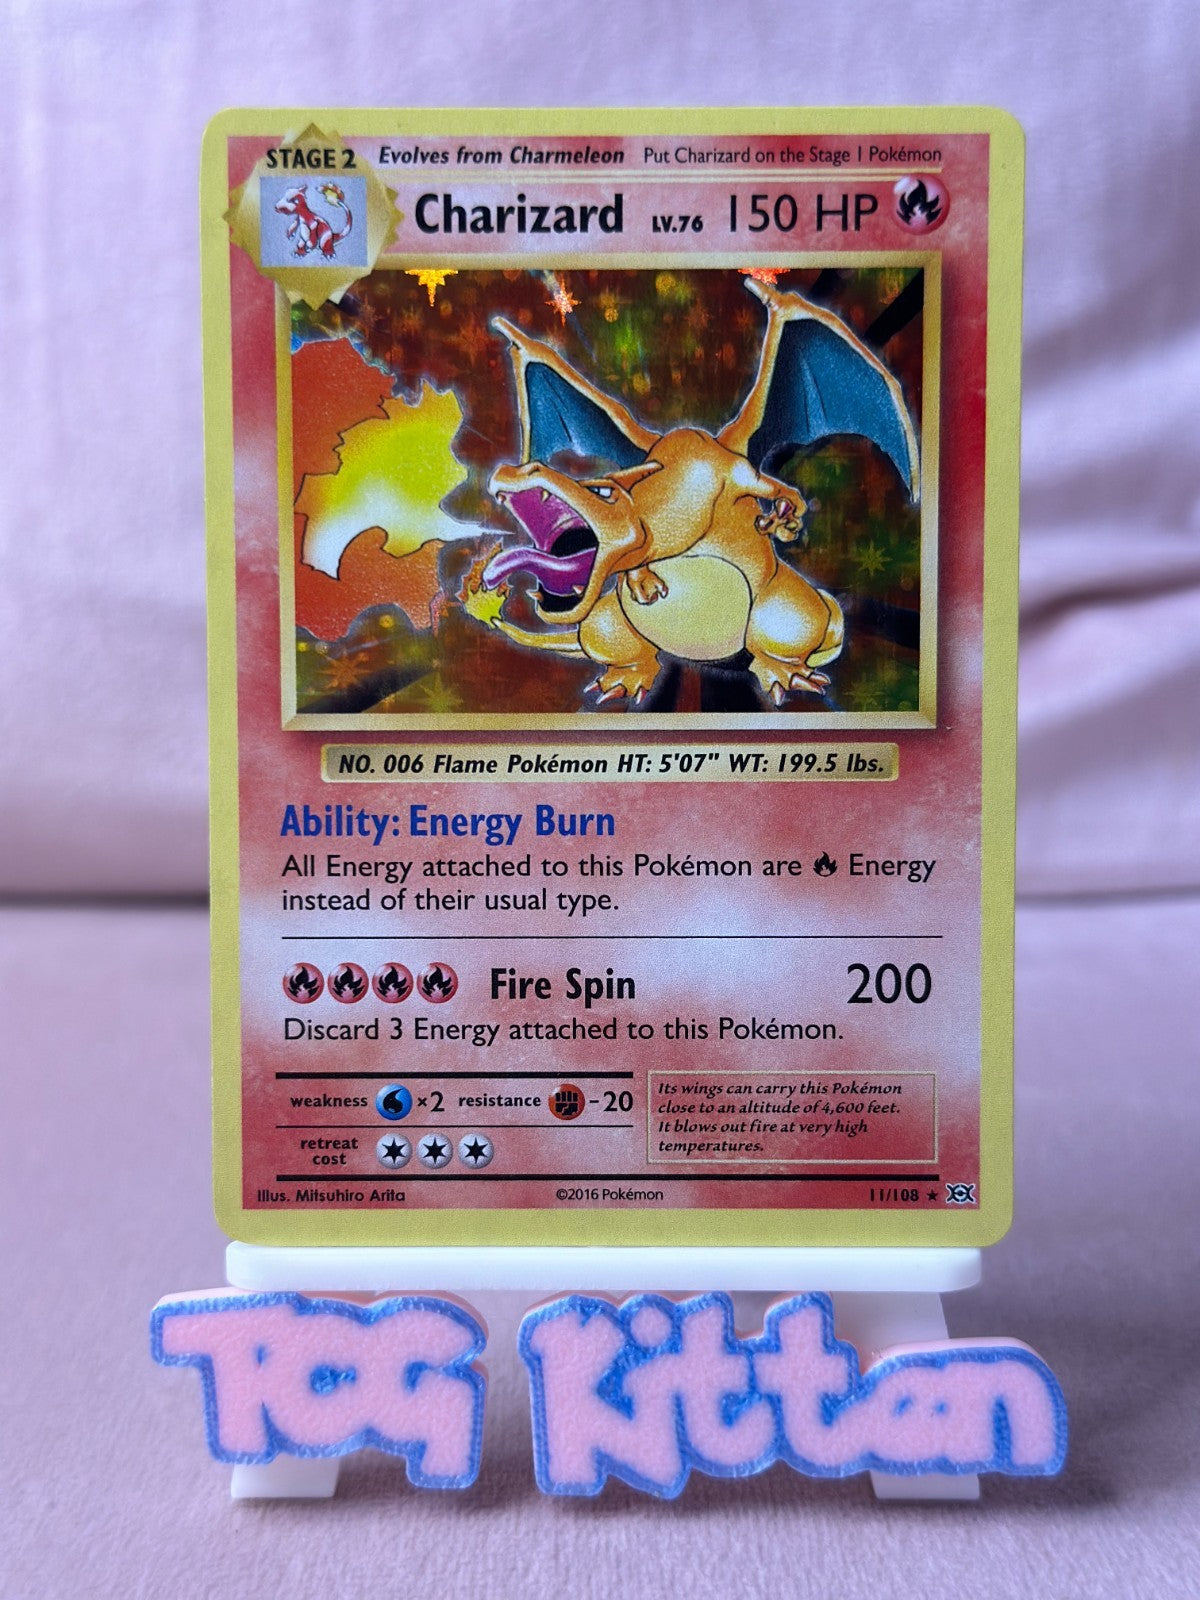 STAGE 2 Evolves from Charmeleon Put Charizard on the Stage 1 Pokémon
Charizard LV.76 150 HP
NO. 006 Flame Pokémon HT: 5'07" WT: 199.5 lbs.
Ability: Energy Burn
All Energy attached to this Pokémon are Energy
instead of their usual type.
Fire Spin 200
Discard 3 Energy attached to this Pokémon.
weakness ×2 resistance -20
retreat
cost
Its wings can carry this Pokémon
close to an altitude of 4,600 feet.
It blows out fire at very high
temperatures.
Illus. Mitsuhiro Arita ©2016 Pokémon 11/108
TCG Kitten